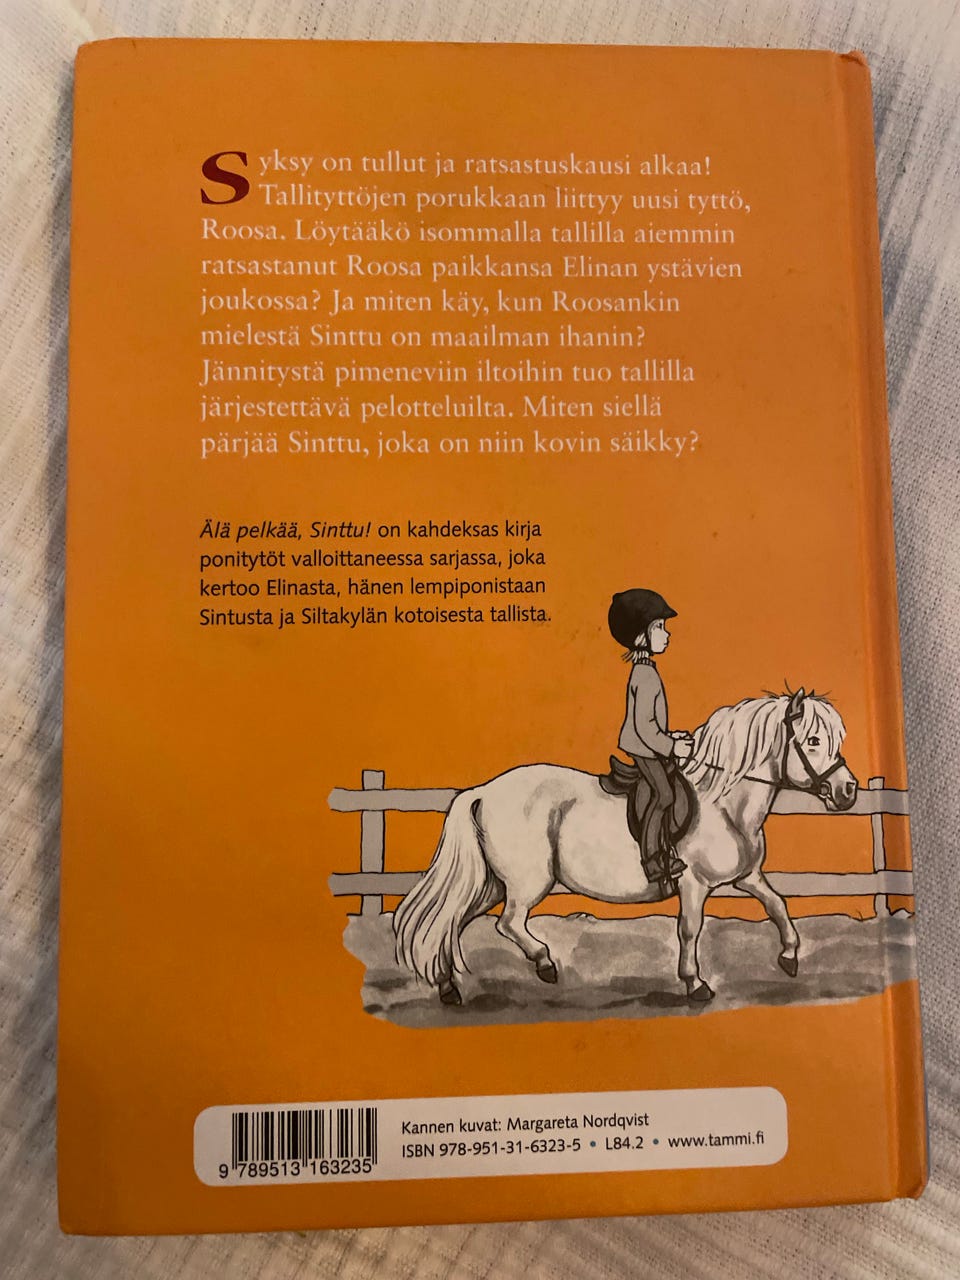 Syksy on tullut ja ratsastuskausi alkaa!
Tallityttöjen porukkaan liittyy uusi tyttö,
Roosa. Löytääkö isommalla tallilla aiemmin
ratsastanut Roosa paikkansa Elinan ystävien
joukossa? Ja miten käy, kun Roosankin
mielestä Sinttu on maailman ihanin?
Jännitystä pimeneviin iltoihin tuo tallilla
järjestettävä pelotteluilta. Miten siellä
pärjää Sinttu, joka on niin kovin säikky?
Älä pelkää, Sinttu! on kahdeksas kirja
ponitytöt valloittaneessa sarjassa, joka
kertoo Elinasta, hänen lempiponistaan
Sintusta ja Siltakylän kotoisesta tallista.
Kannen kuvat: Margareta Nordqvist
ISBN 978-951-31-6323-5 • L84.2 • www.tammi.fi
9 789513 163235